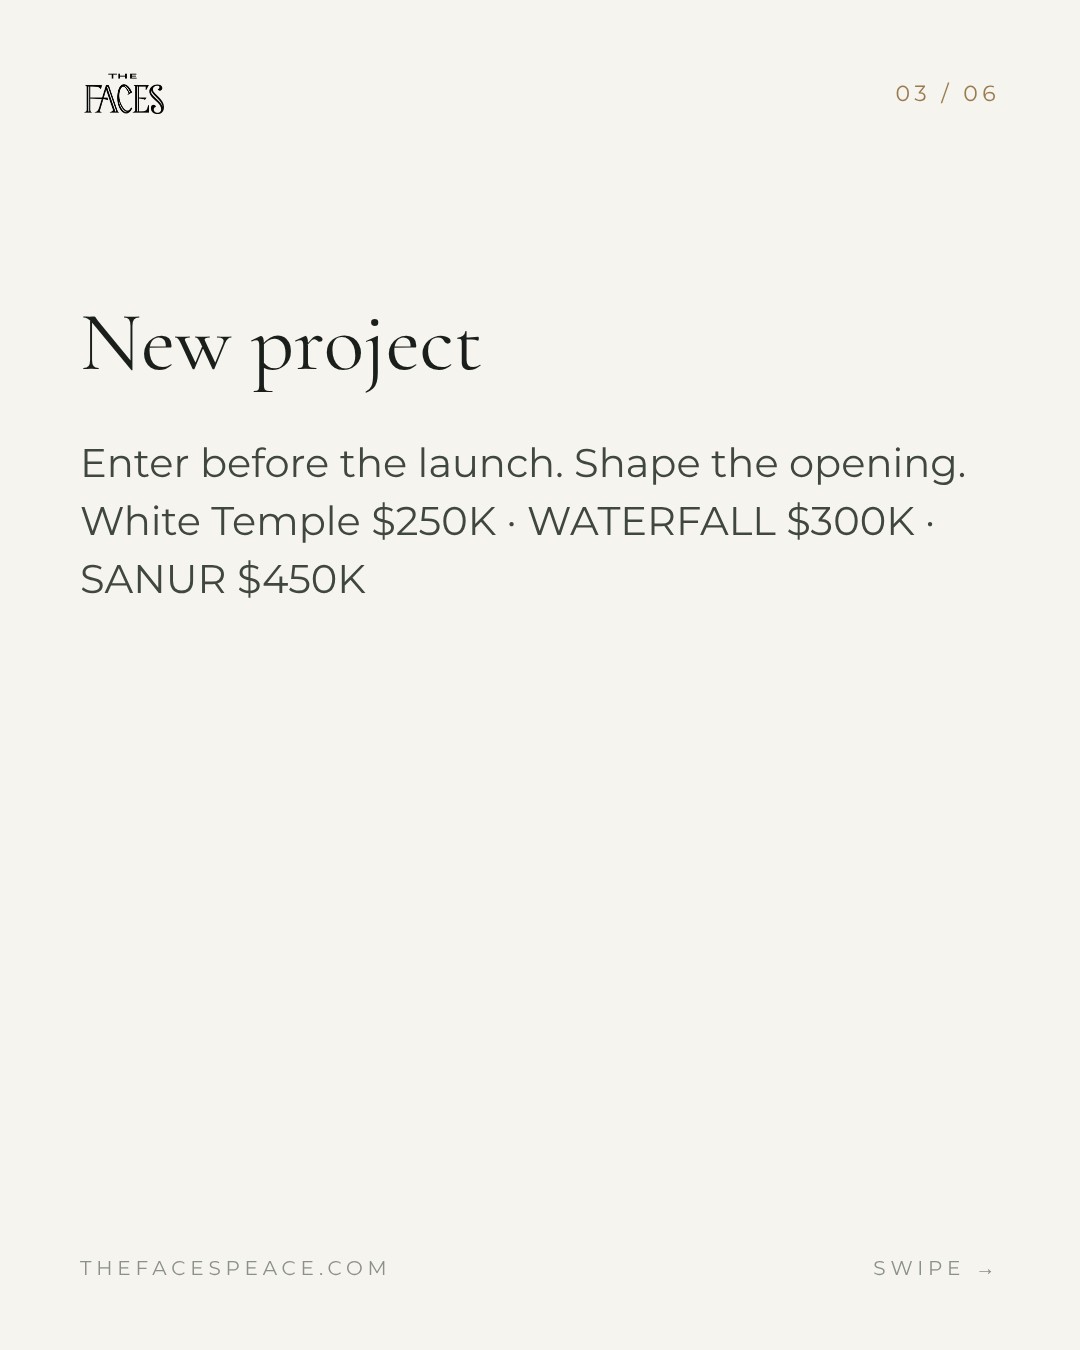 THE
FACES
03 / 06
New project
Enter before the launch. Shape the opening.
White Temple $250K · WATERFALL $300K ·
SANUR $450K
THEFACESPEACE.COM
SWIPE →